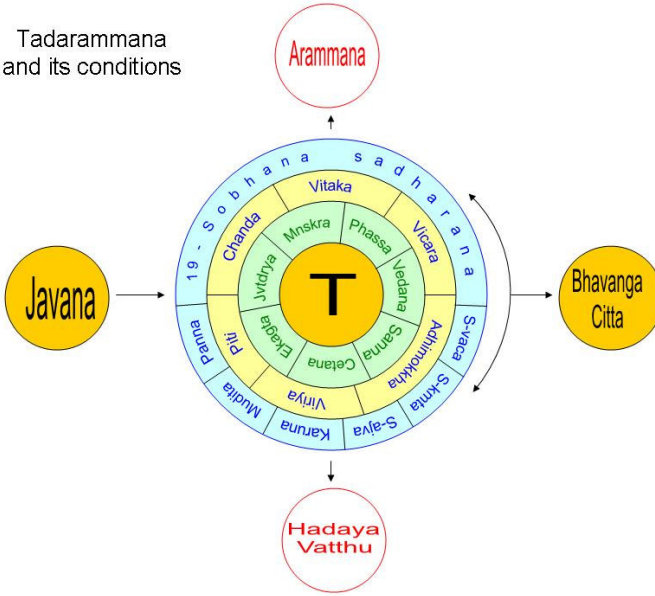 Tadarammana
and its conditions
Arammana
19 - Sobhana sadharana
Vitaka
Chanda
Vicara
Mnskra
Phassa
Jvtdrya
Vedana
T
Javana
Bhavanga
Citta
Ekagta
Sanna
Cetana
Piti
Adhimokkha
Viriya
Panna
S-vaca
Mudita
S-kmta
Karuna
S-ajva
Hadaya
Vatthu